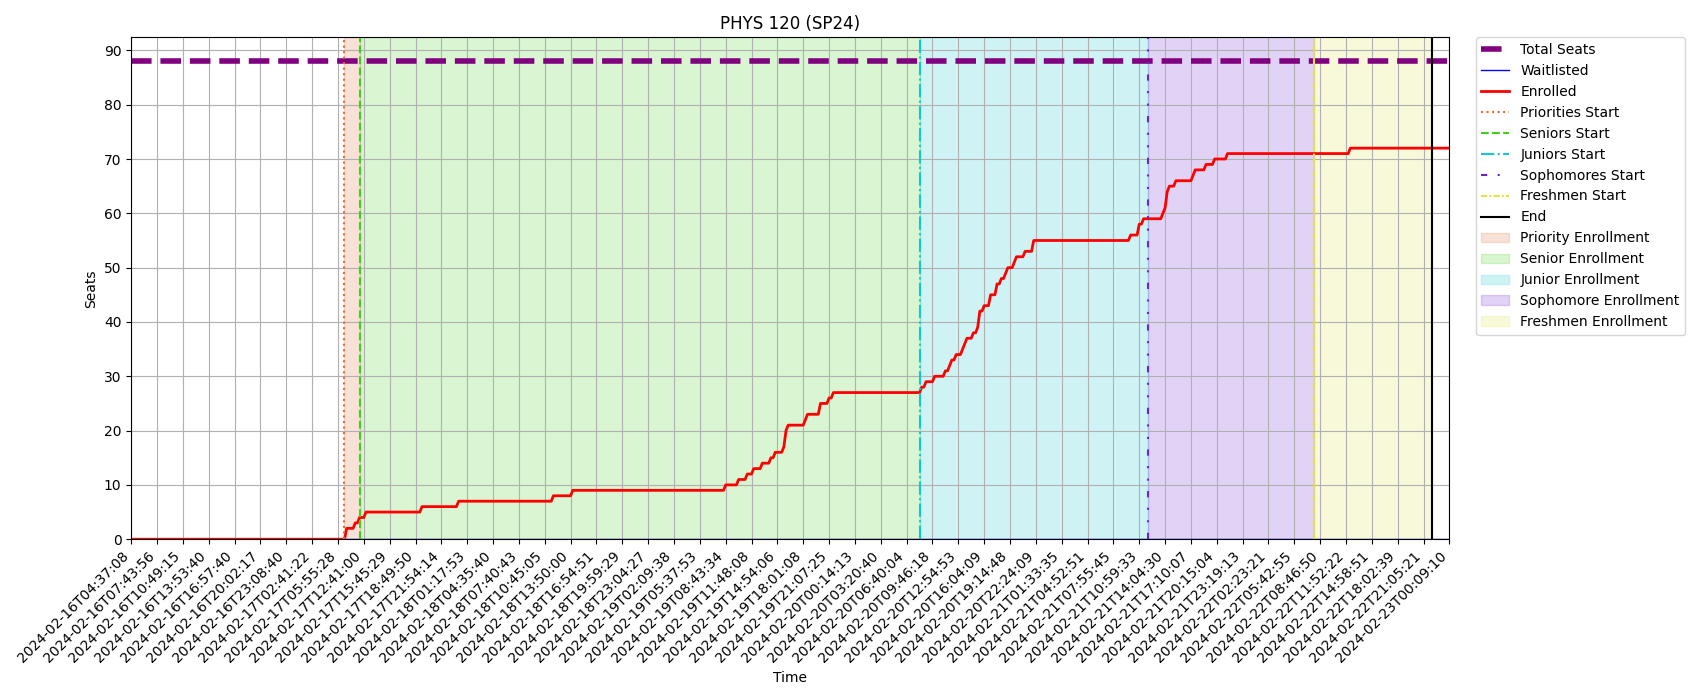 PHYS 120 (SP24)
Seats
90
80
70
60
50
40
30
20
10
0
2024-02-16T04:37:08
2024-02-16T07:43:56
2024-02-16T10:49:15
2024-02-16T13:53:40
2024-02-16T16:57:40
2024-02-16T20:02:17
2024-02-16T23:08:40
2024-02-17T02:41:22
2024-02-17T05:55:28
2024-02-17T12:41:00
2024-02-17T15:45:29
2024-02-17T18:49:50
2024-02-17T21:54:14
2024-02-18T01:17:53
2024-02-18T04:35:40
2024-02-18T07:40:43
2024-02-18T10:45:05
2024-02-18T13:50:00
2024-02-18T16:54:51
2024-02-18T19:59:29
2024-02-18T23:04:27
2024-02-19T02:09:38
2024-02-19T05:37:53
2024-02-19T08:43:34
2024-02-19T11:48:09
2024-02-19T14:54:06
2024-02-19T18:01:08
2024-02-19T21:07:25
2024-02-20T00:14:13
2024-02-20T03:20:40
2024-02-20T06:40:04
2024-02-20T09:46:18
2024-02-20T12:54:53
2024-02-20T16:04:09
2024-02-20T19:14:48
2024-02-20T22:24:09
2024-02-21T01:33:35
2024-02-21T04:52:51
2024-02-21T07:55:45
2024-02-21T10:59:33
2024-02-21T14:04:30
2024-02-21T17:10:07
2024-02-21T20:15:04
2024-02-21T23:19:13
2024-02-22T02:23:21
2024-02-22T05:42:55
2024-02-22T08:46:50
2024-02-22T11:52:22
2024-02-22T14:58:51
2024-02-22T18:02:39
2024-02-22T21:05:21
2024-02-23T00:09:10
Time
Total Seats
Waitlisted
Enrolled
Priorities Start
Seniors Start
Juniors Start
Sophomores Start
Freshmen Start
End
Priority Enrollment
Senior Enrollment
Junior Enrollment
Sophomore Enrollment
Freshmen Enrollment